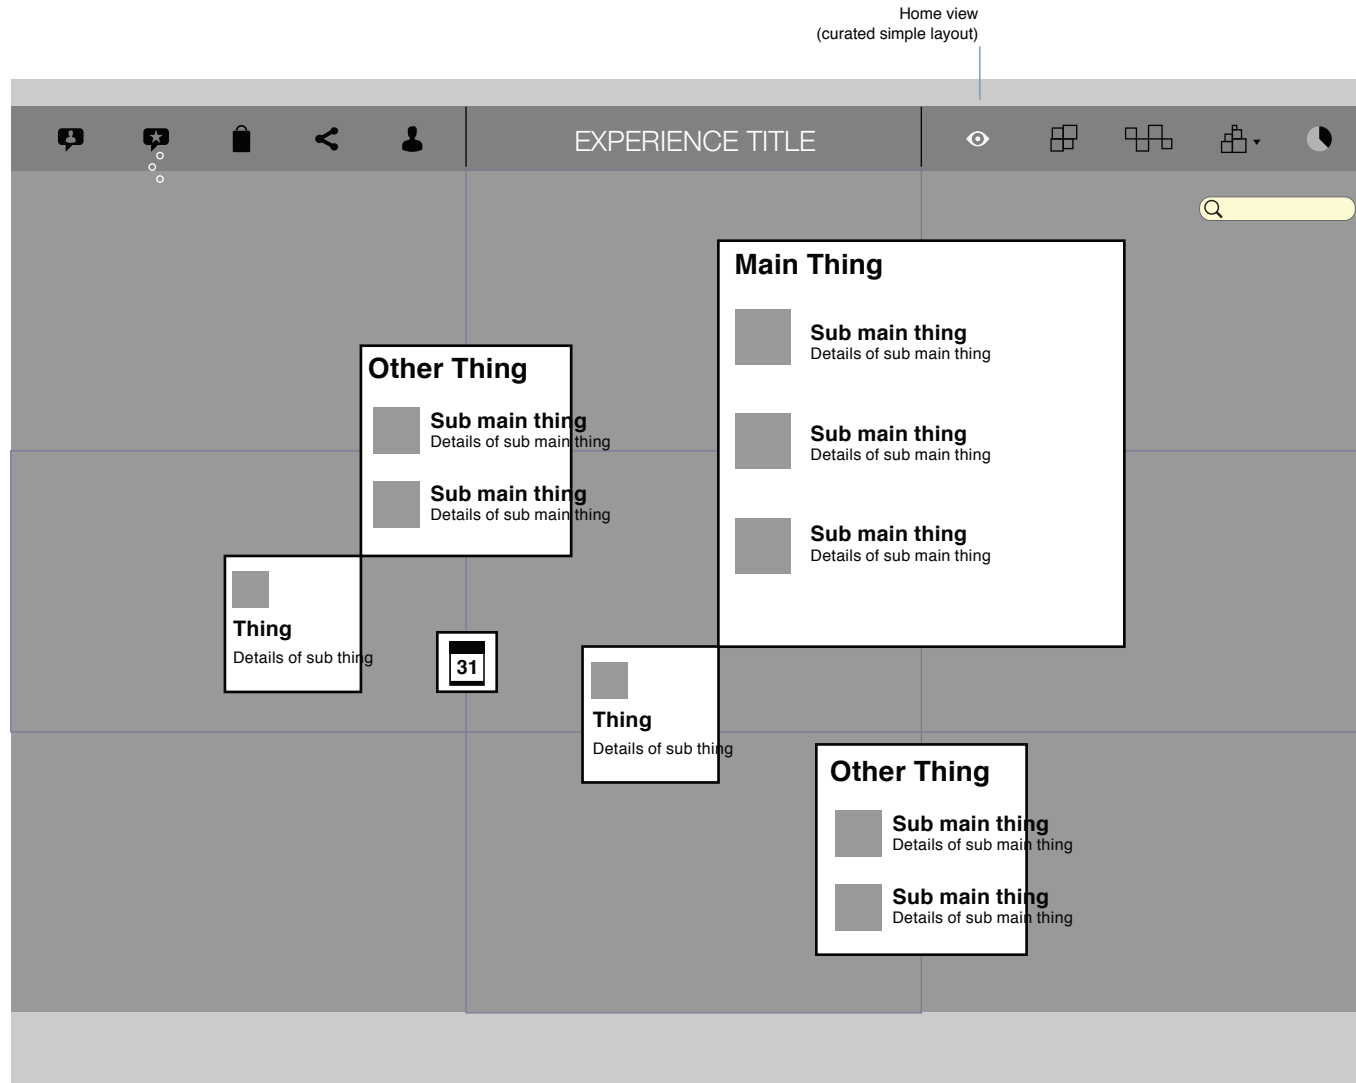 Home view
(curated simple layout)
EXPERIENCE TITLE
Main Thing
Sub main thing
Details of sub main thing
Sub main thing
Details of sub main thing
Sub main thing
Details of sub main thing
Other Thing
Sub main thing
Details of sub main thing
Sub main thing
Details of sub main thing
Thing
Details of sub thing
31
Thing
Details of sub thing
Other Thing
Sub main thing
Details of sub main thing
Sub main thing
Details of sub main thing